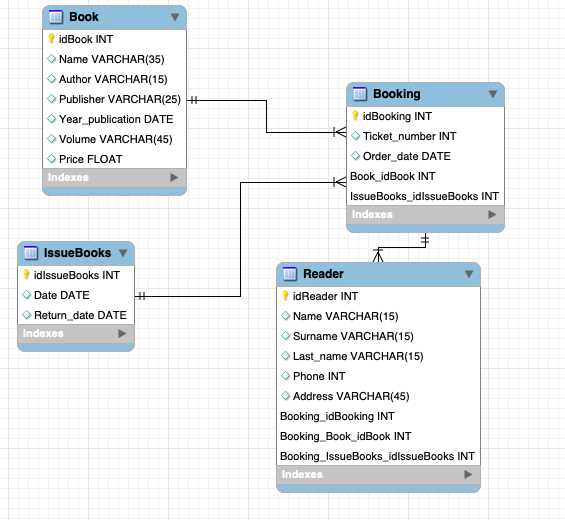 Book
idBook INT
Name VARCHAR(35)
Author VARCHAR(15)
Publisher VARCHAR(25)
Year_publication DATE
Volume VARCHAR(45)
Price FLOAT
Indexes
Booking
idBooking INT
Ticket_number INT
Order_date DATE
Book_idBook INT
IssueBooks_idIssueBooks INT
Indexes
IssueBooks
idIssueBooks INT
Date DATE
Return_date DATE
Indexes
Reader
idReader INT
Name VARCHAR(15)
Surname VARCHAR(15)
Last_name VARCHAR(15)
Phone INT
Address VARCHAR(45)
Booking_idBooking INT
Booking_Book_idBook INT
Booking_IssueBooks_idIssueBooks INT
Indexes